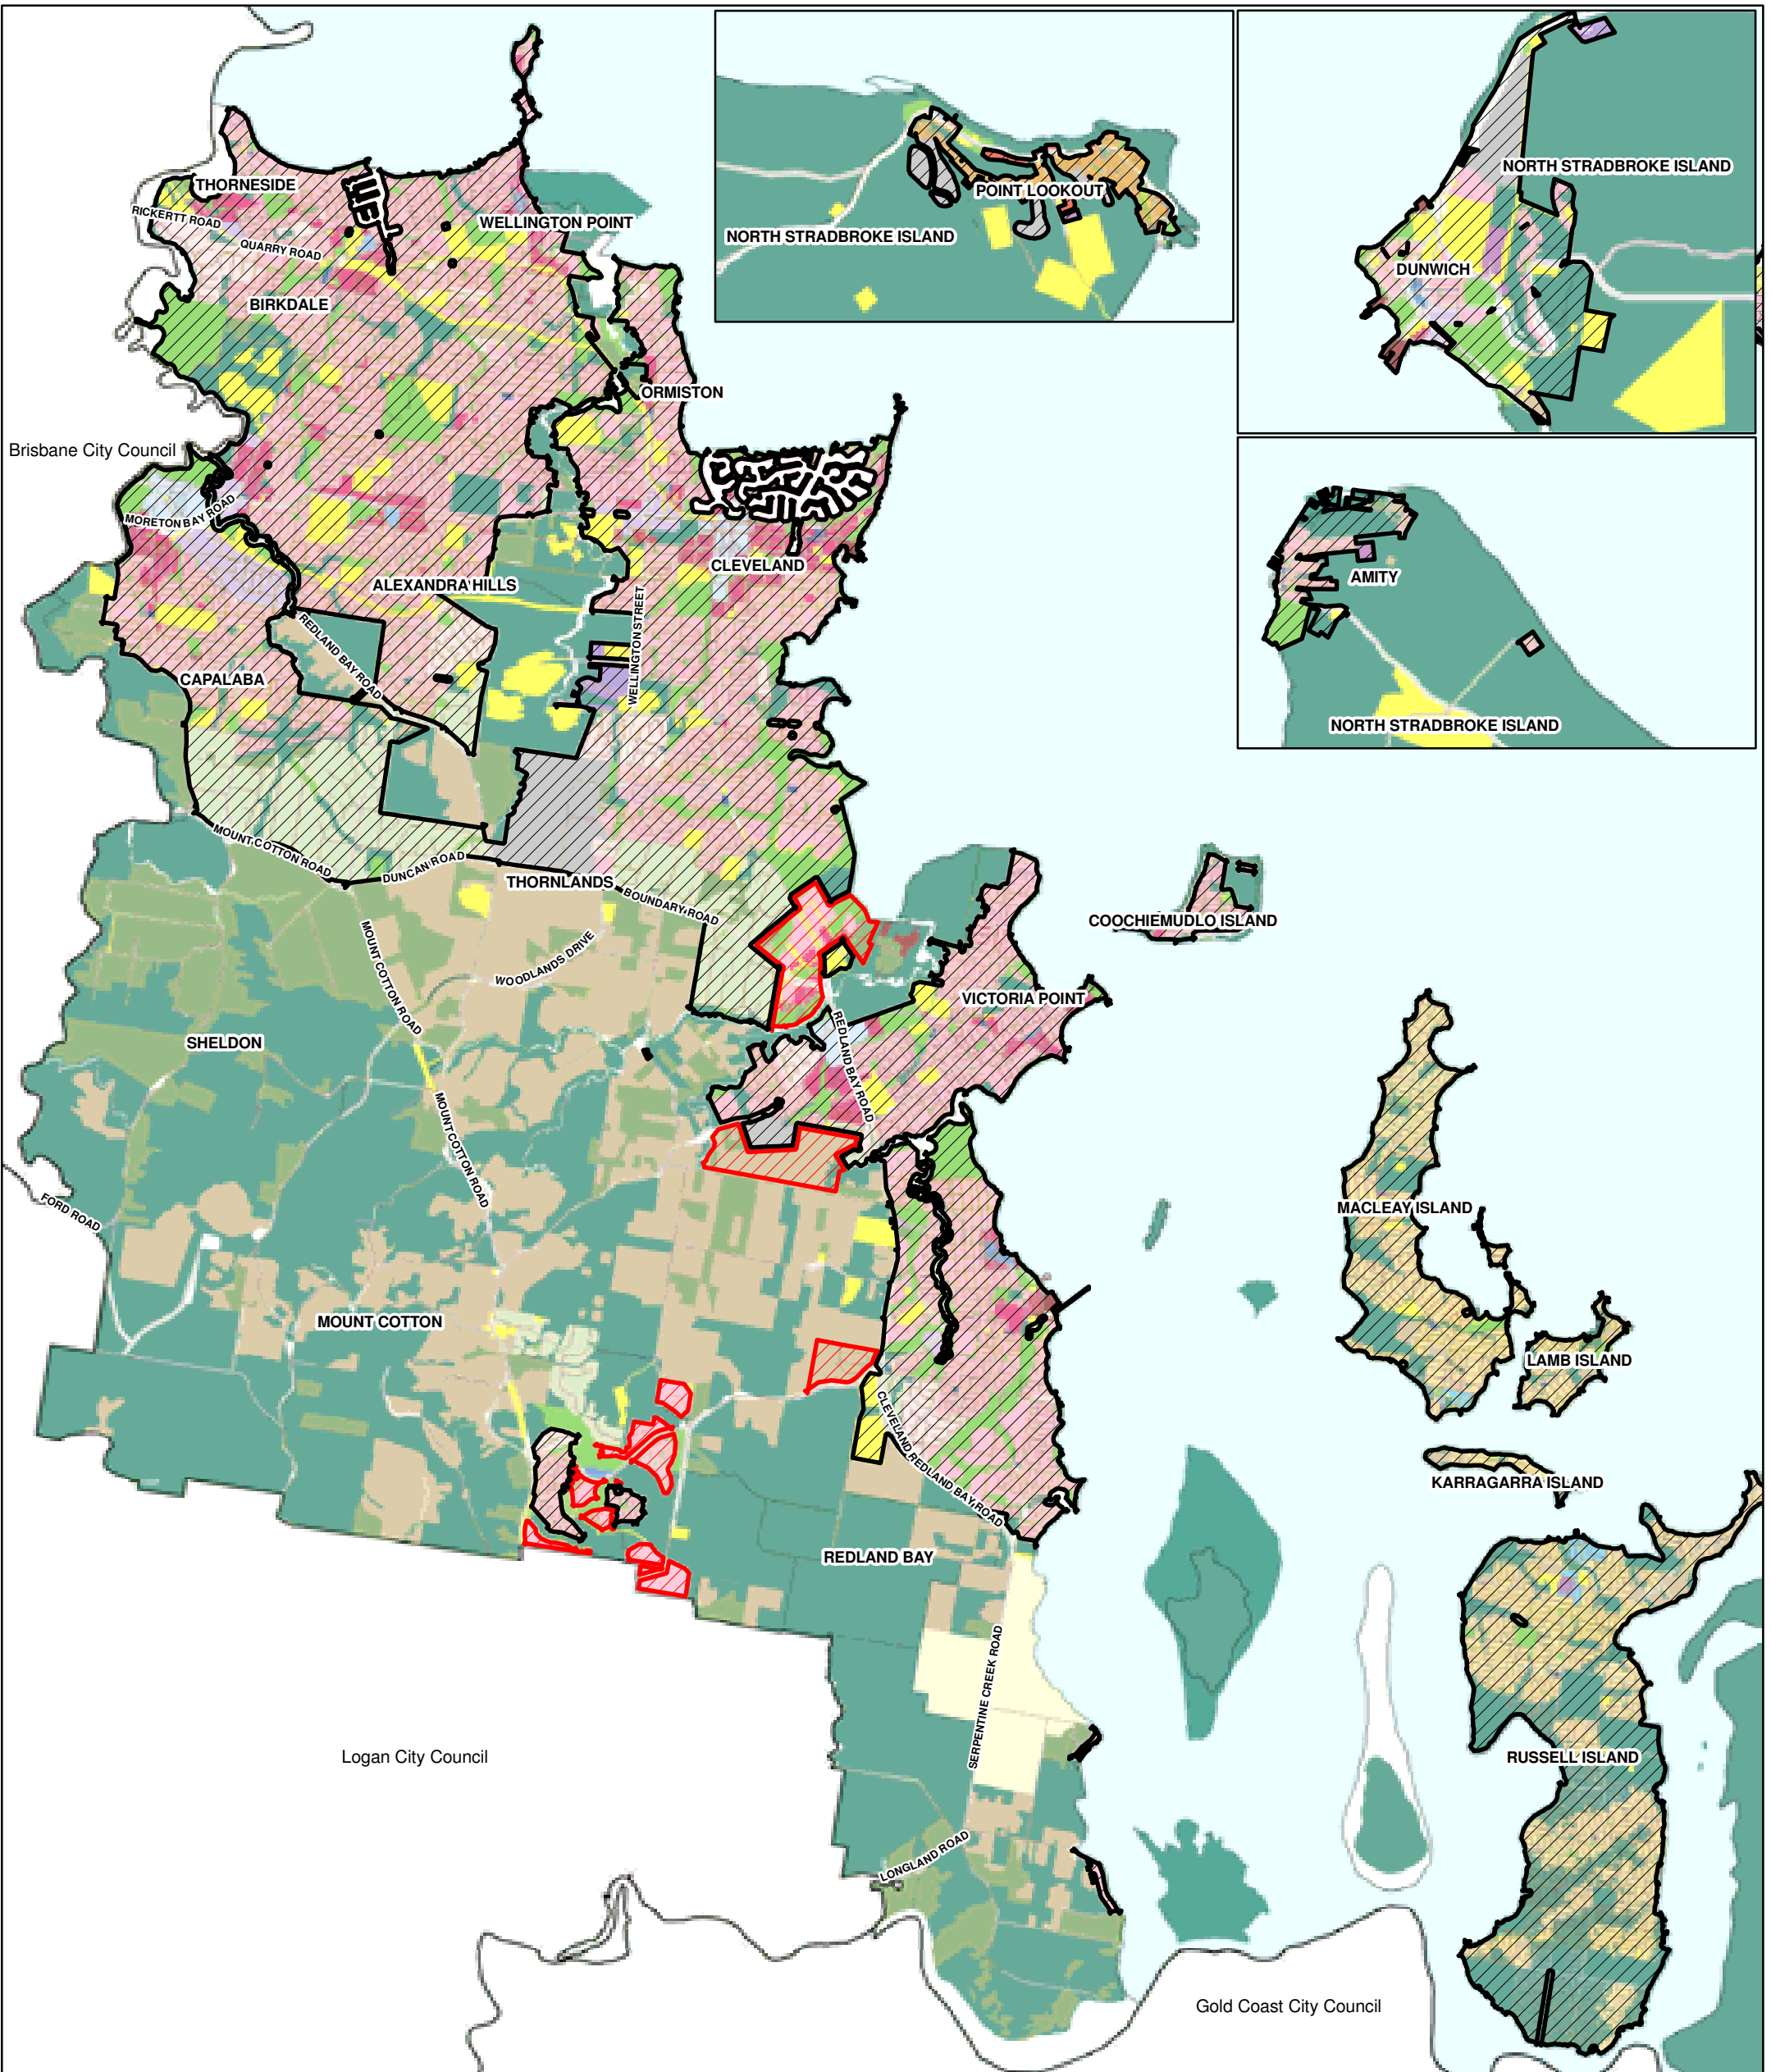 THORNESIDE
RICKERTT ROAD
QUARRY ROAD
WELLINGTON POINT
BIRKDALE
ORMISTON
Brisbane City Council
MORETON BAY ROAD
ALEXANDRA HILLS
CLEVELAND
WELLINGTON STREET
REDLAND BAY ROAD
CAPALABA
MOUNT COTTON ROAD
DUNCAN ROAD
THORNLANDS
BOUNDARY ROAD
MOUNT COTTON ROAD
WOODLANDS DRIVE
SHELDON
VICTORIA POINT
REDLAND BAY ROAD
COOCHIEMUDLO ISLAND
MOUNT COTTON ROAD
FORD ROAD
MOUNT COTTON
MACLEAY ISLAND
LAMB ISLAND
KARRAGARRA ISLAND
CLEVELAND REDLAND BAY ROAD
REDLAND BAY
SERPENTINE CREEK ROAD
RUSSELL ISLAND
Logan City Council
LONGLAND ROAD
Gold Coast City Council
POINT LOOKOUT
NORTH STRADBROKE ISLAND
NORTH STRADBROKE ISLAND
DUNWICH
AMITY
NORTH STRADBROKE ISLAND